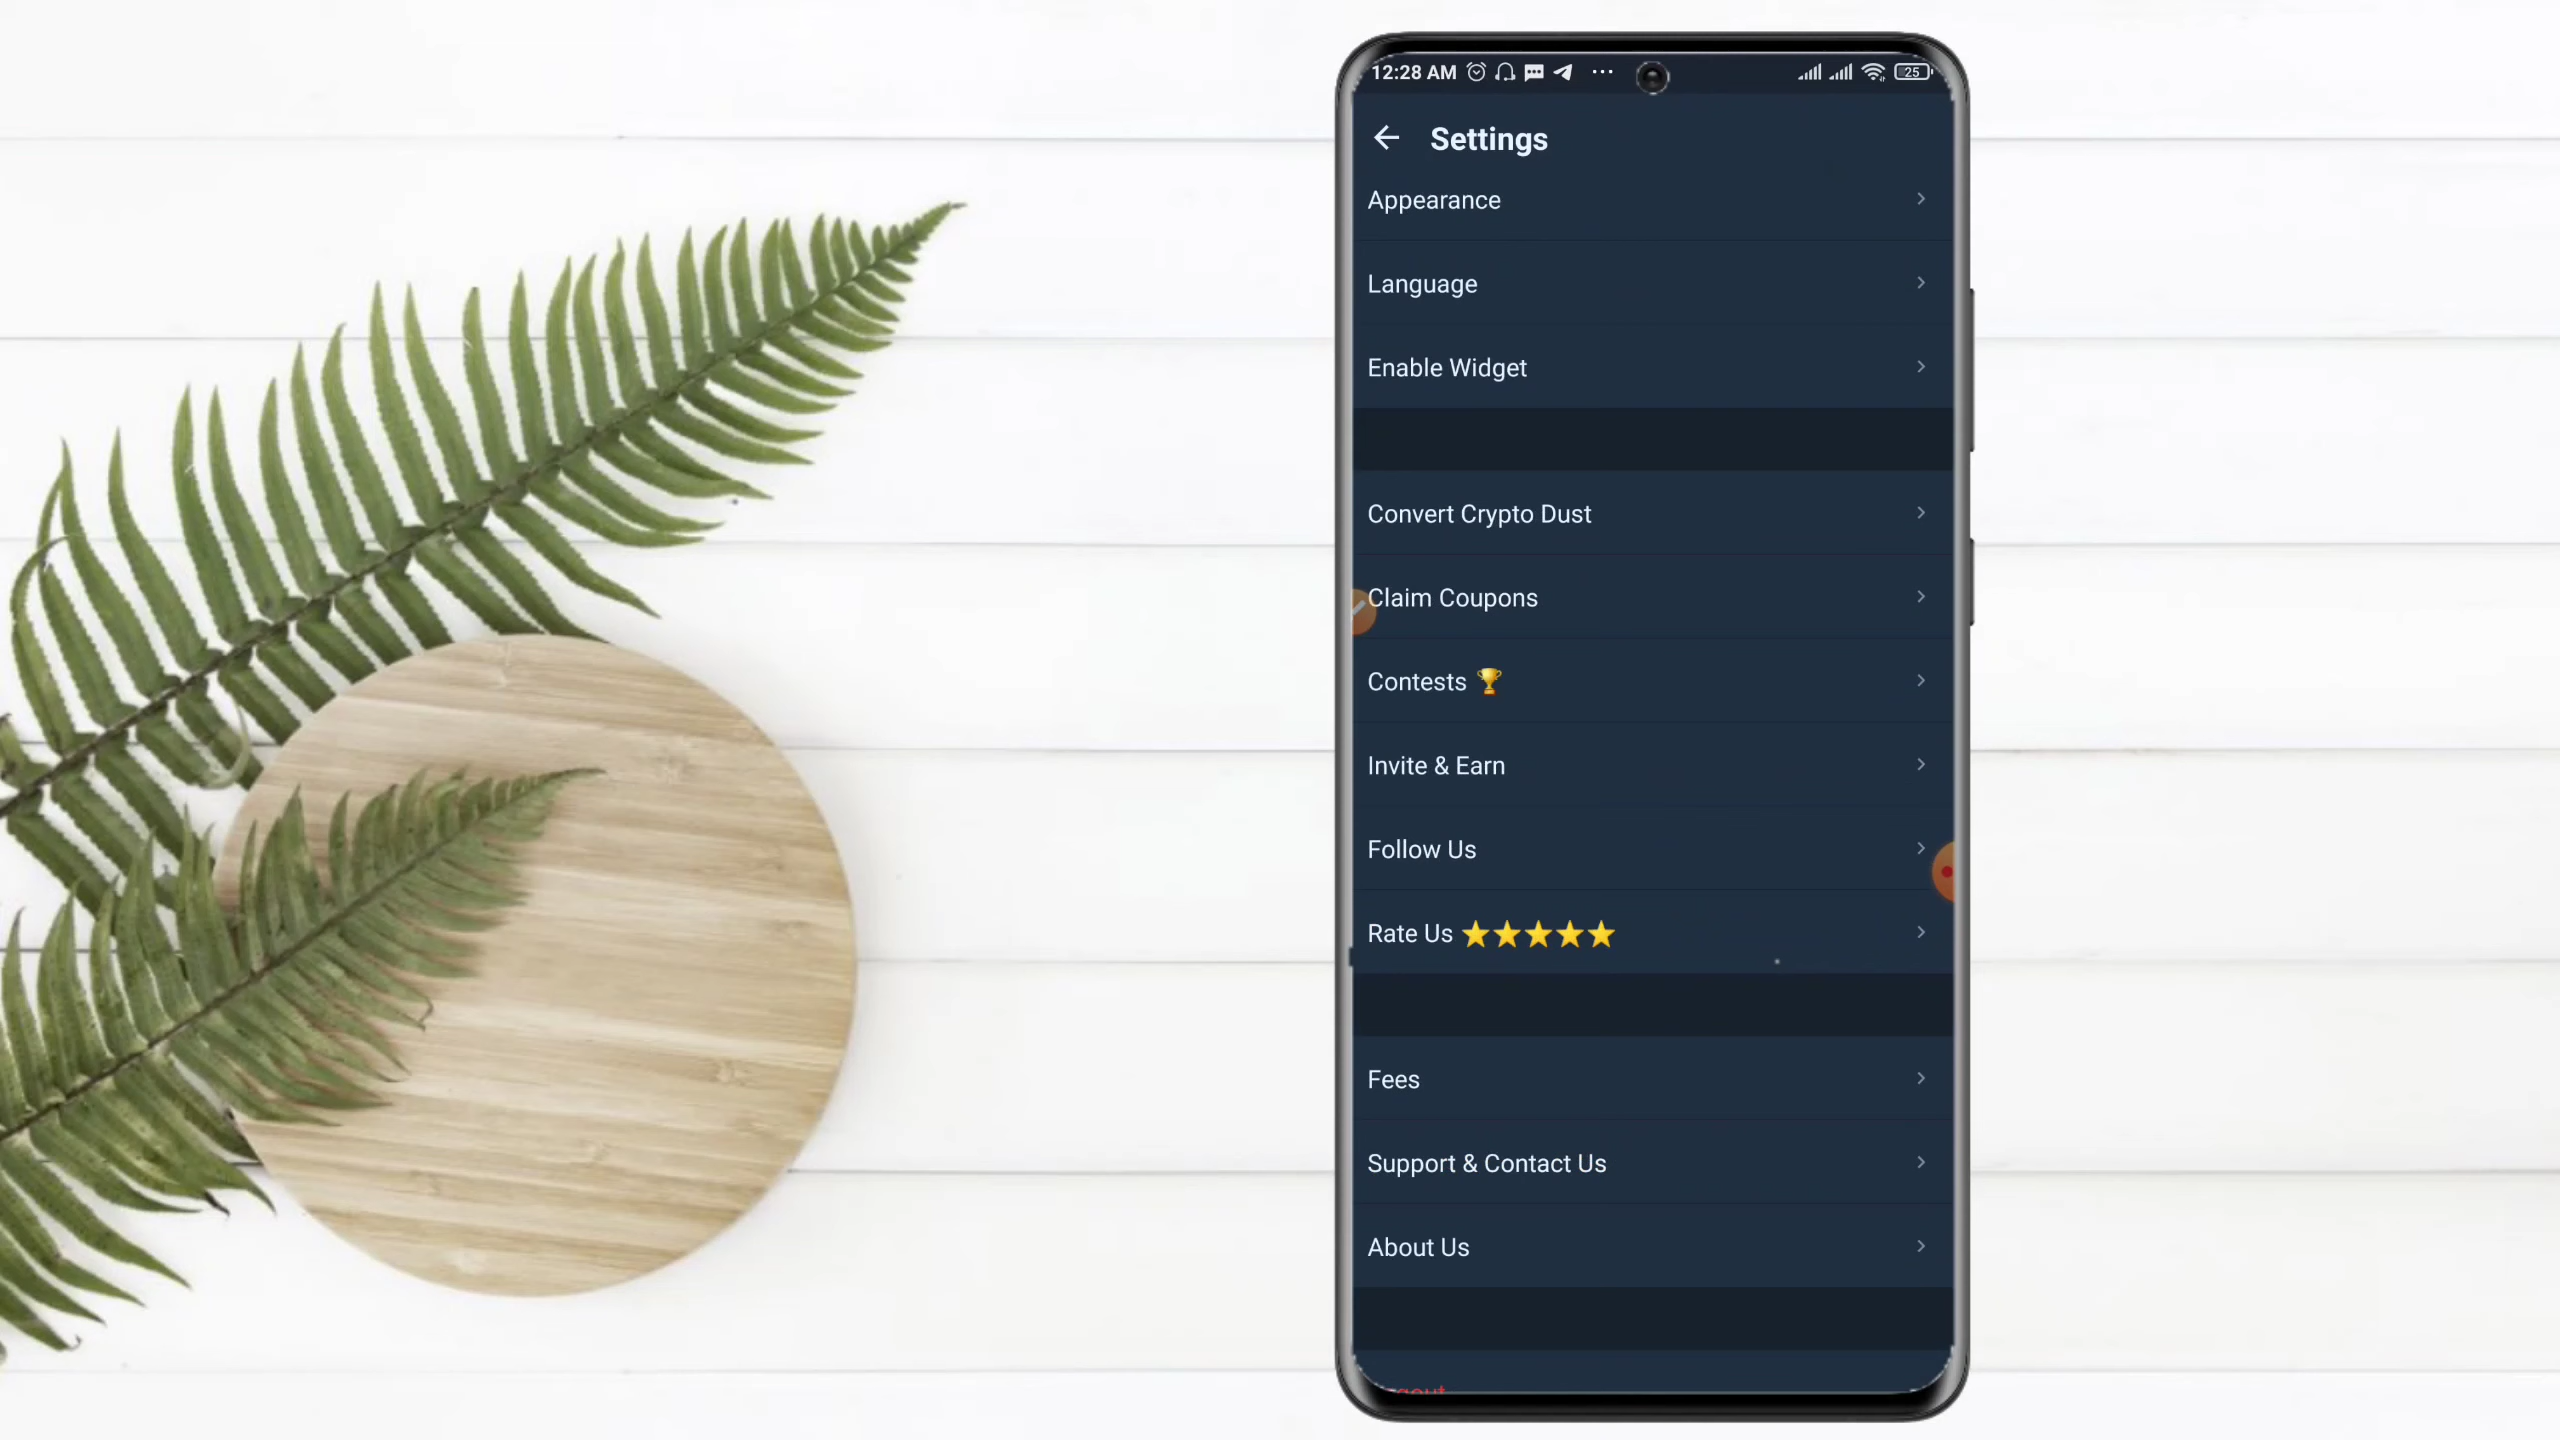 12:28 AM ... 25
Settings
Appearance
Language
Enable Widget
Convert Crypto Dust
Claim Coupons
Contests 🏆
Invite & Earn
Follow Us
Rate Us ⭐⭐⭐⭐⭐
Fees
Support & Contact Us
About Us